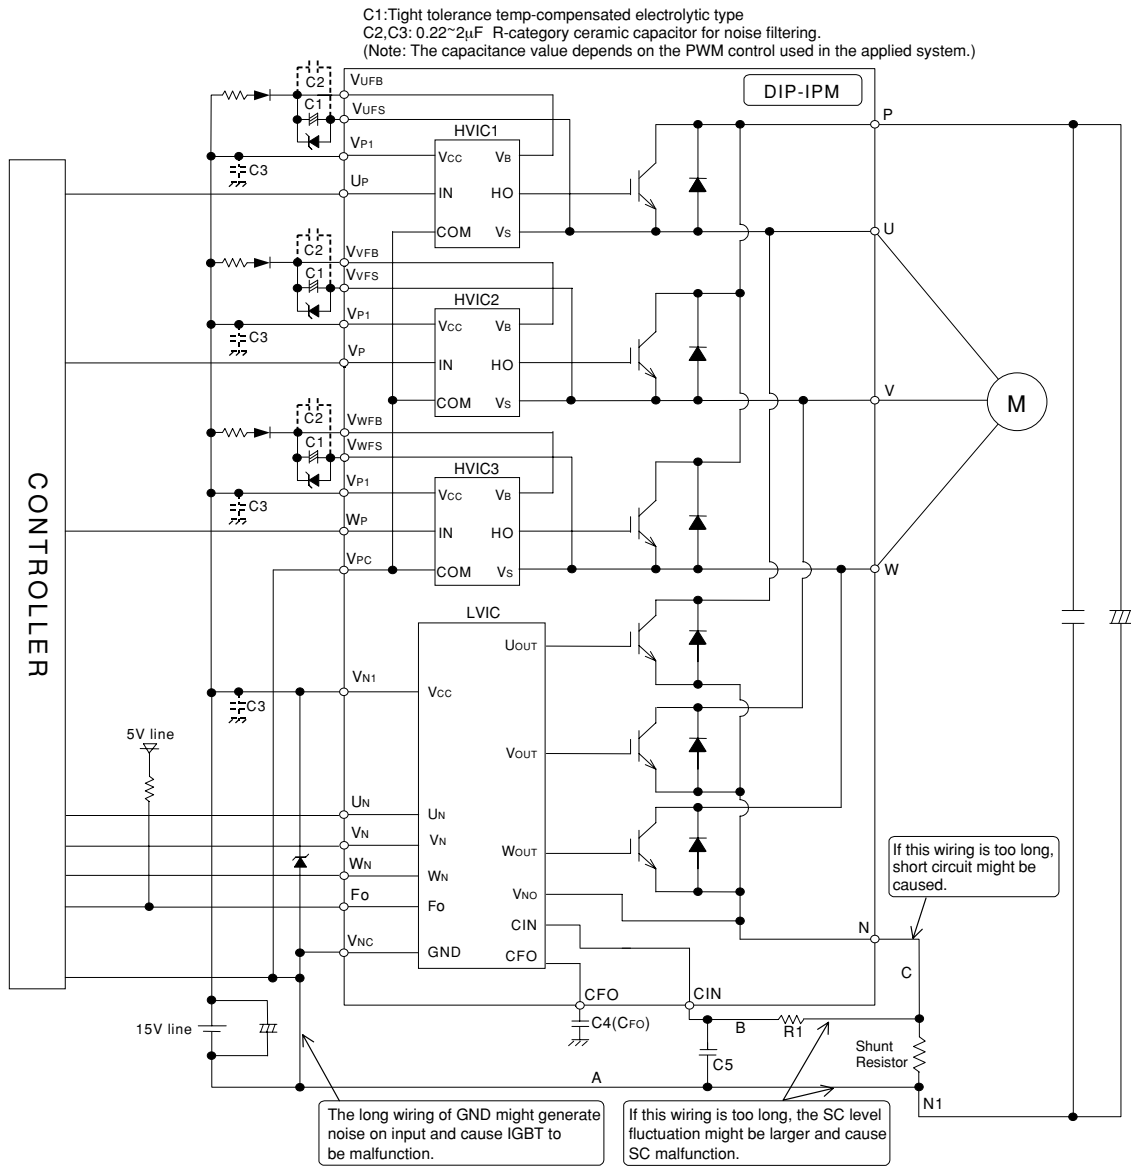 C1:Tight tolerance temp-compensated electrolytic type
C2,C3: 0.22~2μF R-category ceramic capacitor for noise filtering.
(Note: The capacitance value depends on the PWM control used in the applied system.)
DIP-IPM
C2
VUFB
C1
VUFS
P
HVIC1
VP1
VCC
VB
C3
UP
IN
HO
COM
VS
U
C2
VVFB
C1
VVFS
HVIC2
VP1
VCC
VB
C3
VP
IN
HO
COM
VS
V
M
C2
VWFB
C1
VWFS
HVIC3
VP1
VCC
VB
C3
WP
IN
HO
VPC
COM
VS
W
CONTROLLER
LVIC
UOUT
VN1
VCC
C3
5V line
VOUT
UN
UN
VN
VN
WOUT
WN
WN
Fo
Fo
VNO
CIN
VNC
GND
CFO
If this wiring is too long,
short circuit might be
caused.
N
C
CFO
CIN
15V line
C4(CFO)
B
R1
C5
Shunt
Resistor
A
N1
The long wiring of GND might generate
noise on input and cause IGBT to
be malfunction.
If this wiring is too long, the SC level
fluctuation might be larger and cause
SC malfunction.